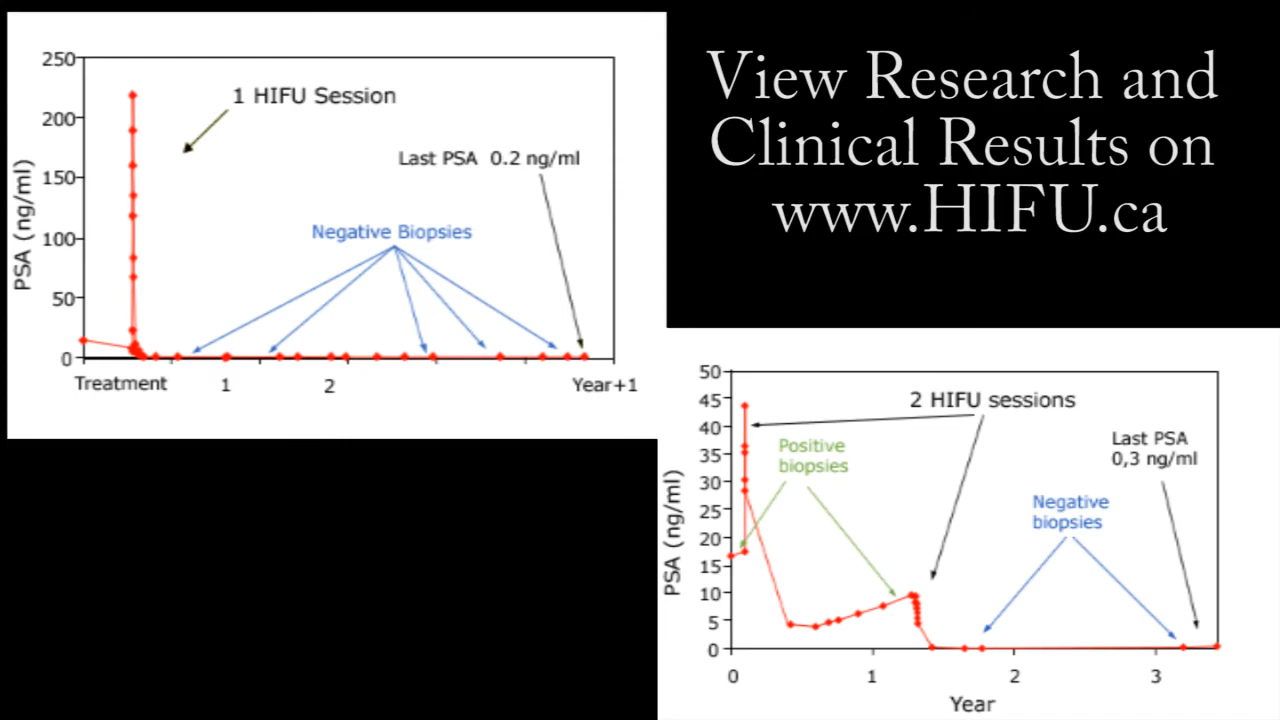 250
200
150
100
50
0
PSA (ng/ml)
1 HIFU Session
Last PSA 0.2 ng/ml
Negative Biopsies
Treatment 1 2 Year+1
View Research and
Clinical Results on
www.HIFU.ca
50
45
40
35
30
25
20
15
10
5
0
PSA (ng/ml)
2 HIFU sessions
Positive
biopsies
Last PSA
0,3 ng/ml
Negative
biopsies
0 1 2 3
Year